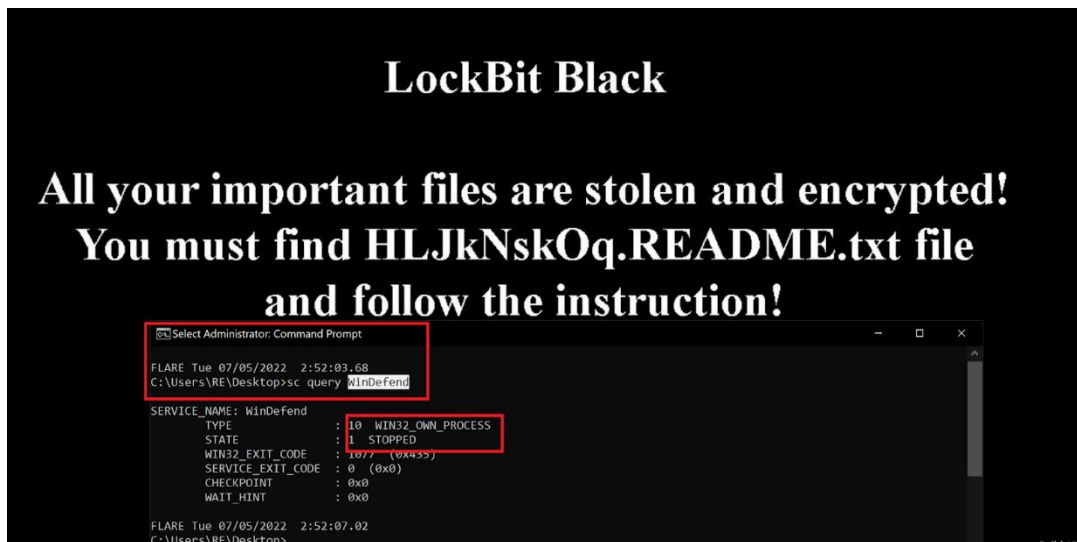 LockBit Black
All your important files are stolen and encrypted!
You must find HLJkNskOq.README.txt file
and follow the instruction!
Select Administrator: Command Prompt
FLARE Tue 07/05/2022 2:52:03.68
C:\Users\RE\Desktop>sc query WinDefend
SERVICE_NAME: WinDefend
TYPE : 10 WIN32_OWN_PROCESS
STATE : 1 STOPPED
WIN32_EXIT_CODE : 1077 (0x435)
SERVICE_EXIT_CODE : 0 (0x0)
CHECKPOINT : 0x0
WAIT_HINT : 0x0
FLARE Tue 07/05/2022 2:52:07.02
C:\Users\RE\Desktop>